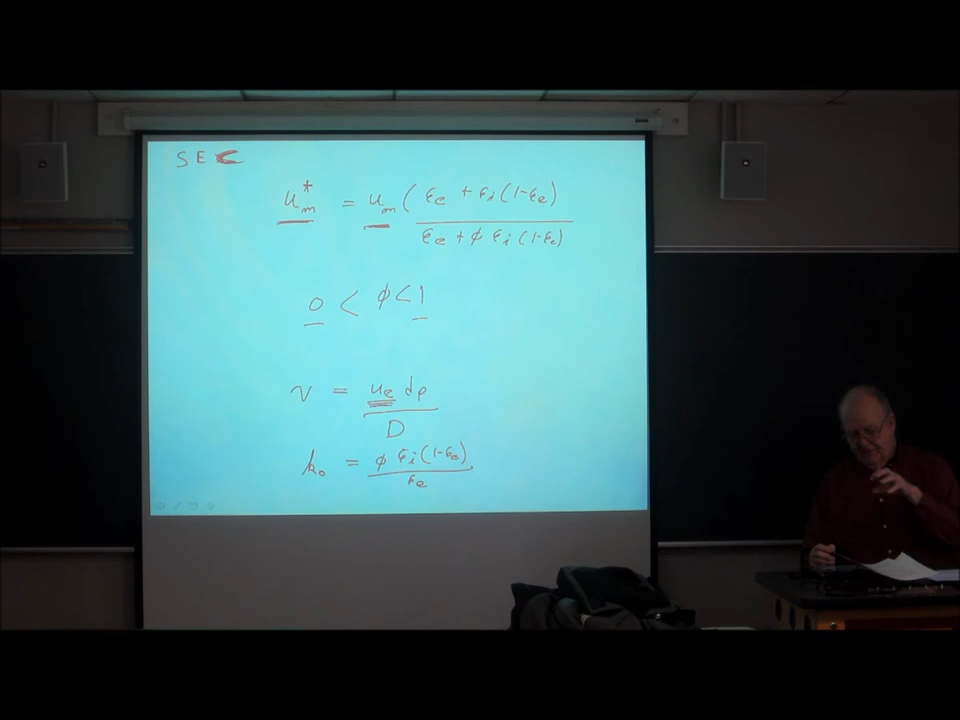 SEC
u*m = um ( εe + εi(1-εe) / εe + φ εi(1-εe)
0 < φ < 1
ν = ue dp / D
k0 = φ εi(1-εe) / εe